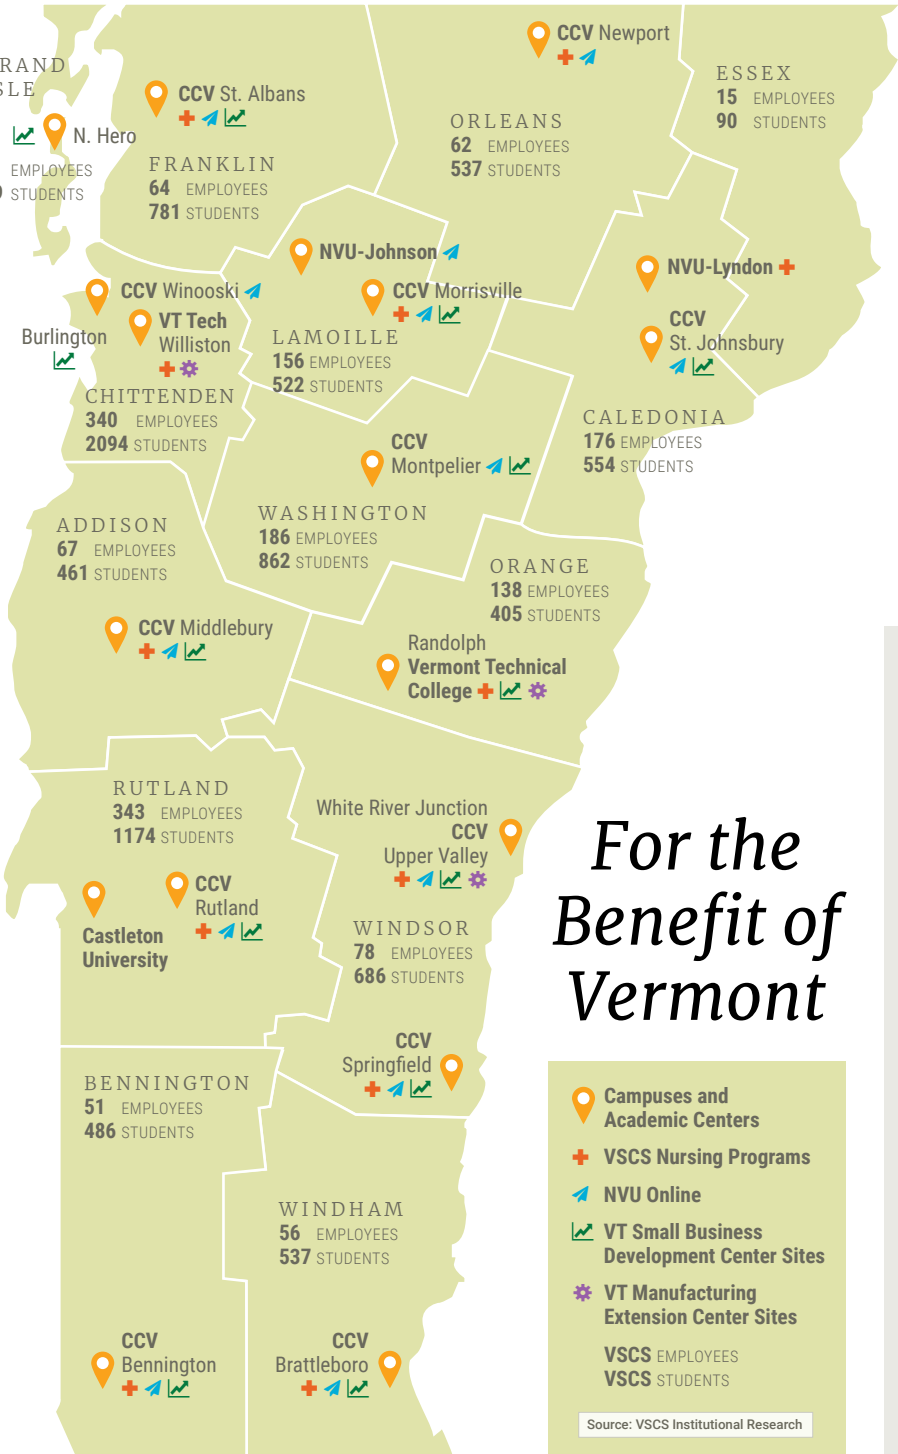 CCV Newport
ESSEX
15 EMPLOYEES
90 STUDENTS
CCV St. Albans
ORLEANS
62 EMPLOYEES
537 STUDENTS
N. Hero
EMPLOYEES
STUDENTS
FRANKLIN
64 EMPLOYEES
781 STUDENTS
NVU-Johnson
NVU-Lyndon
CCV Winooski
CCV Morrisville
VT Tech
Williston
Burlington
CCV
St. Johnsbury
LAMOILLE
156 EMPLOYEES
522 STUDENTS
CHITTENDEN
340 EMPLOYEES
2094 STUDENTS
CALEDONIA
176 EMPLOYEES
554 STUDENTS
CCV
Montpelier
WASHINGTON
186 EMPLOYEES
862 STUDENTS
ADDISON
67 EMPLOYEES
461 STUDENTS
ORANGE
138 EMPLOYEES
405 STUDENTS
CCV Middlebury
Randolph
Vermont Technical
College
RUTLAND
343 EMPLOYEES
1174 STUDENTS
White River Junction
CCV
Upper Valley
CCV
Rutland
Castleton
University
WINDSOR
78 EMPLOYEES
686 STUDENTS
For the
Benefit of
Vermont
CCV
Springfield
BENNINGTON
51 EMPLOYEES
486 STUDENTS
WINDHAM
56 EMPLOYEES
537 STUDENTS
CCV
Bennington
CCV
Brattleboro
Campuses and
Academic Centers
VSCS Nursing Programs
NVU Online
VT Small Business
Development Center Sites
VT Manufacturing
Extension Center Sites
VSCS EMPLOYEES
VSCS STUDENTS
Source: VSCS Institutional Research